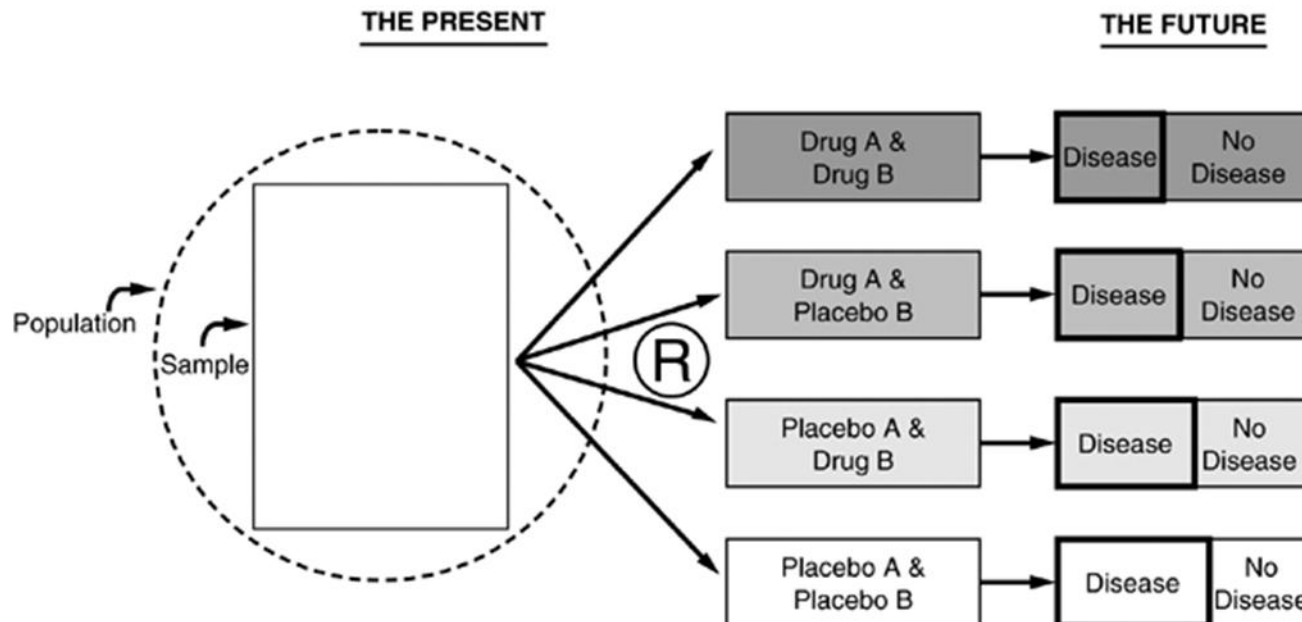 THE PRESENT
THE FUTURE
Population
Sample
R
Drug A &
Drug B
Disease
No
Disease
Drug A &
Placebo B
Disease
No
Disease
Placebo A &
Drug B
Disease
No
Disease
Placebo A &
Placebo B
Disease
No
Disease